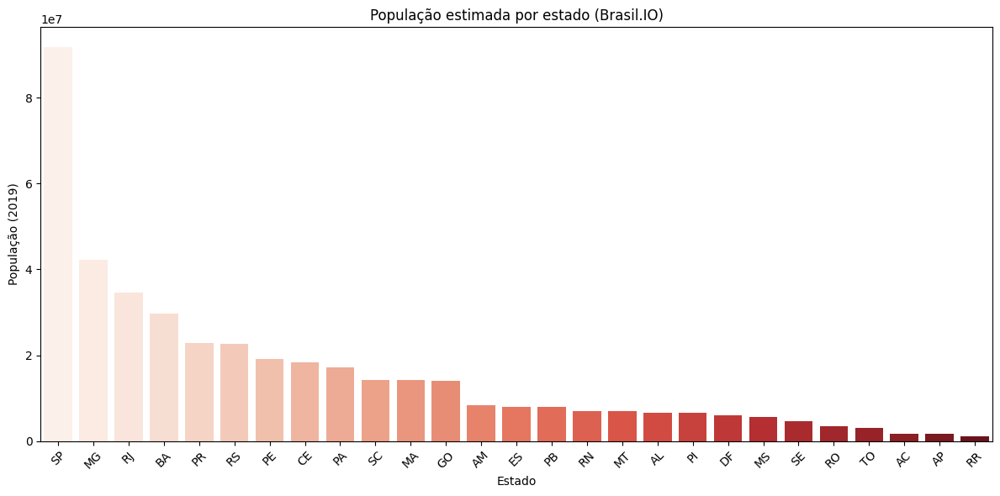 População estimada por estado (Brasil.IO)
1e7
População (2019)
8
6
4
2
0
SP MG RJ BA PR RS PE CE PA SC MA GO AM ES PB RN MT AL PI DF MS SE RO TO AC AP RR
Estado